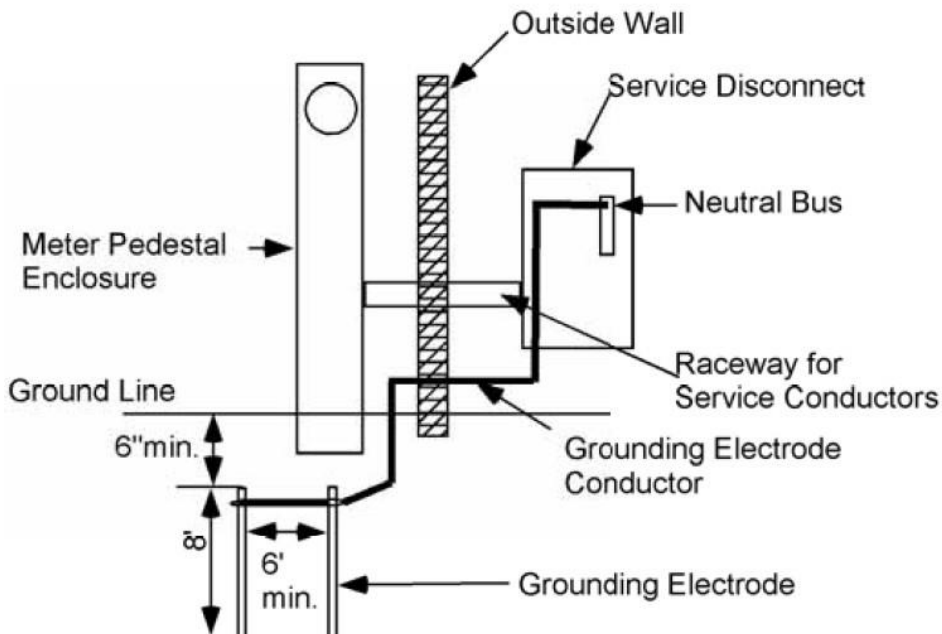 Outside Wall
Service Disconnect
Neutral Bus
Meter Pedestal
Enclosure
Raceway for
Service Conductors
Ground Line
6"min.
Grounding Electrode
Conductor
8'
6'
min.
Grounding Electrode